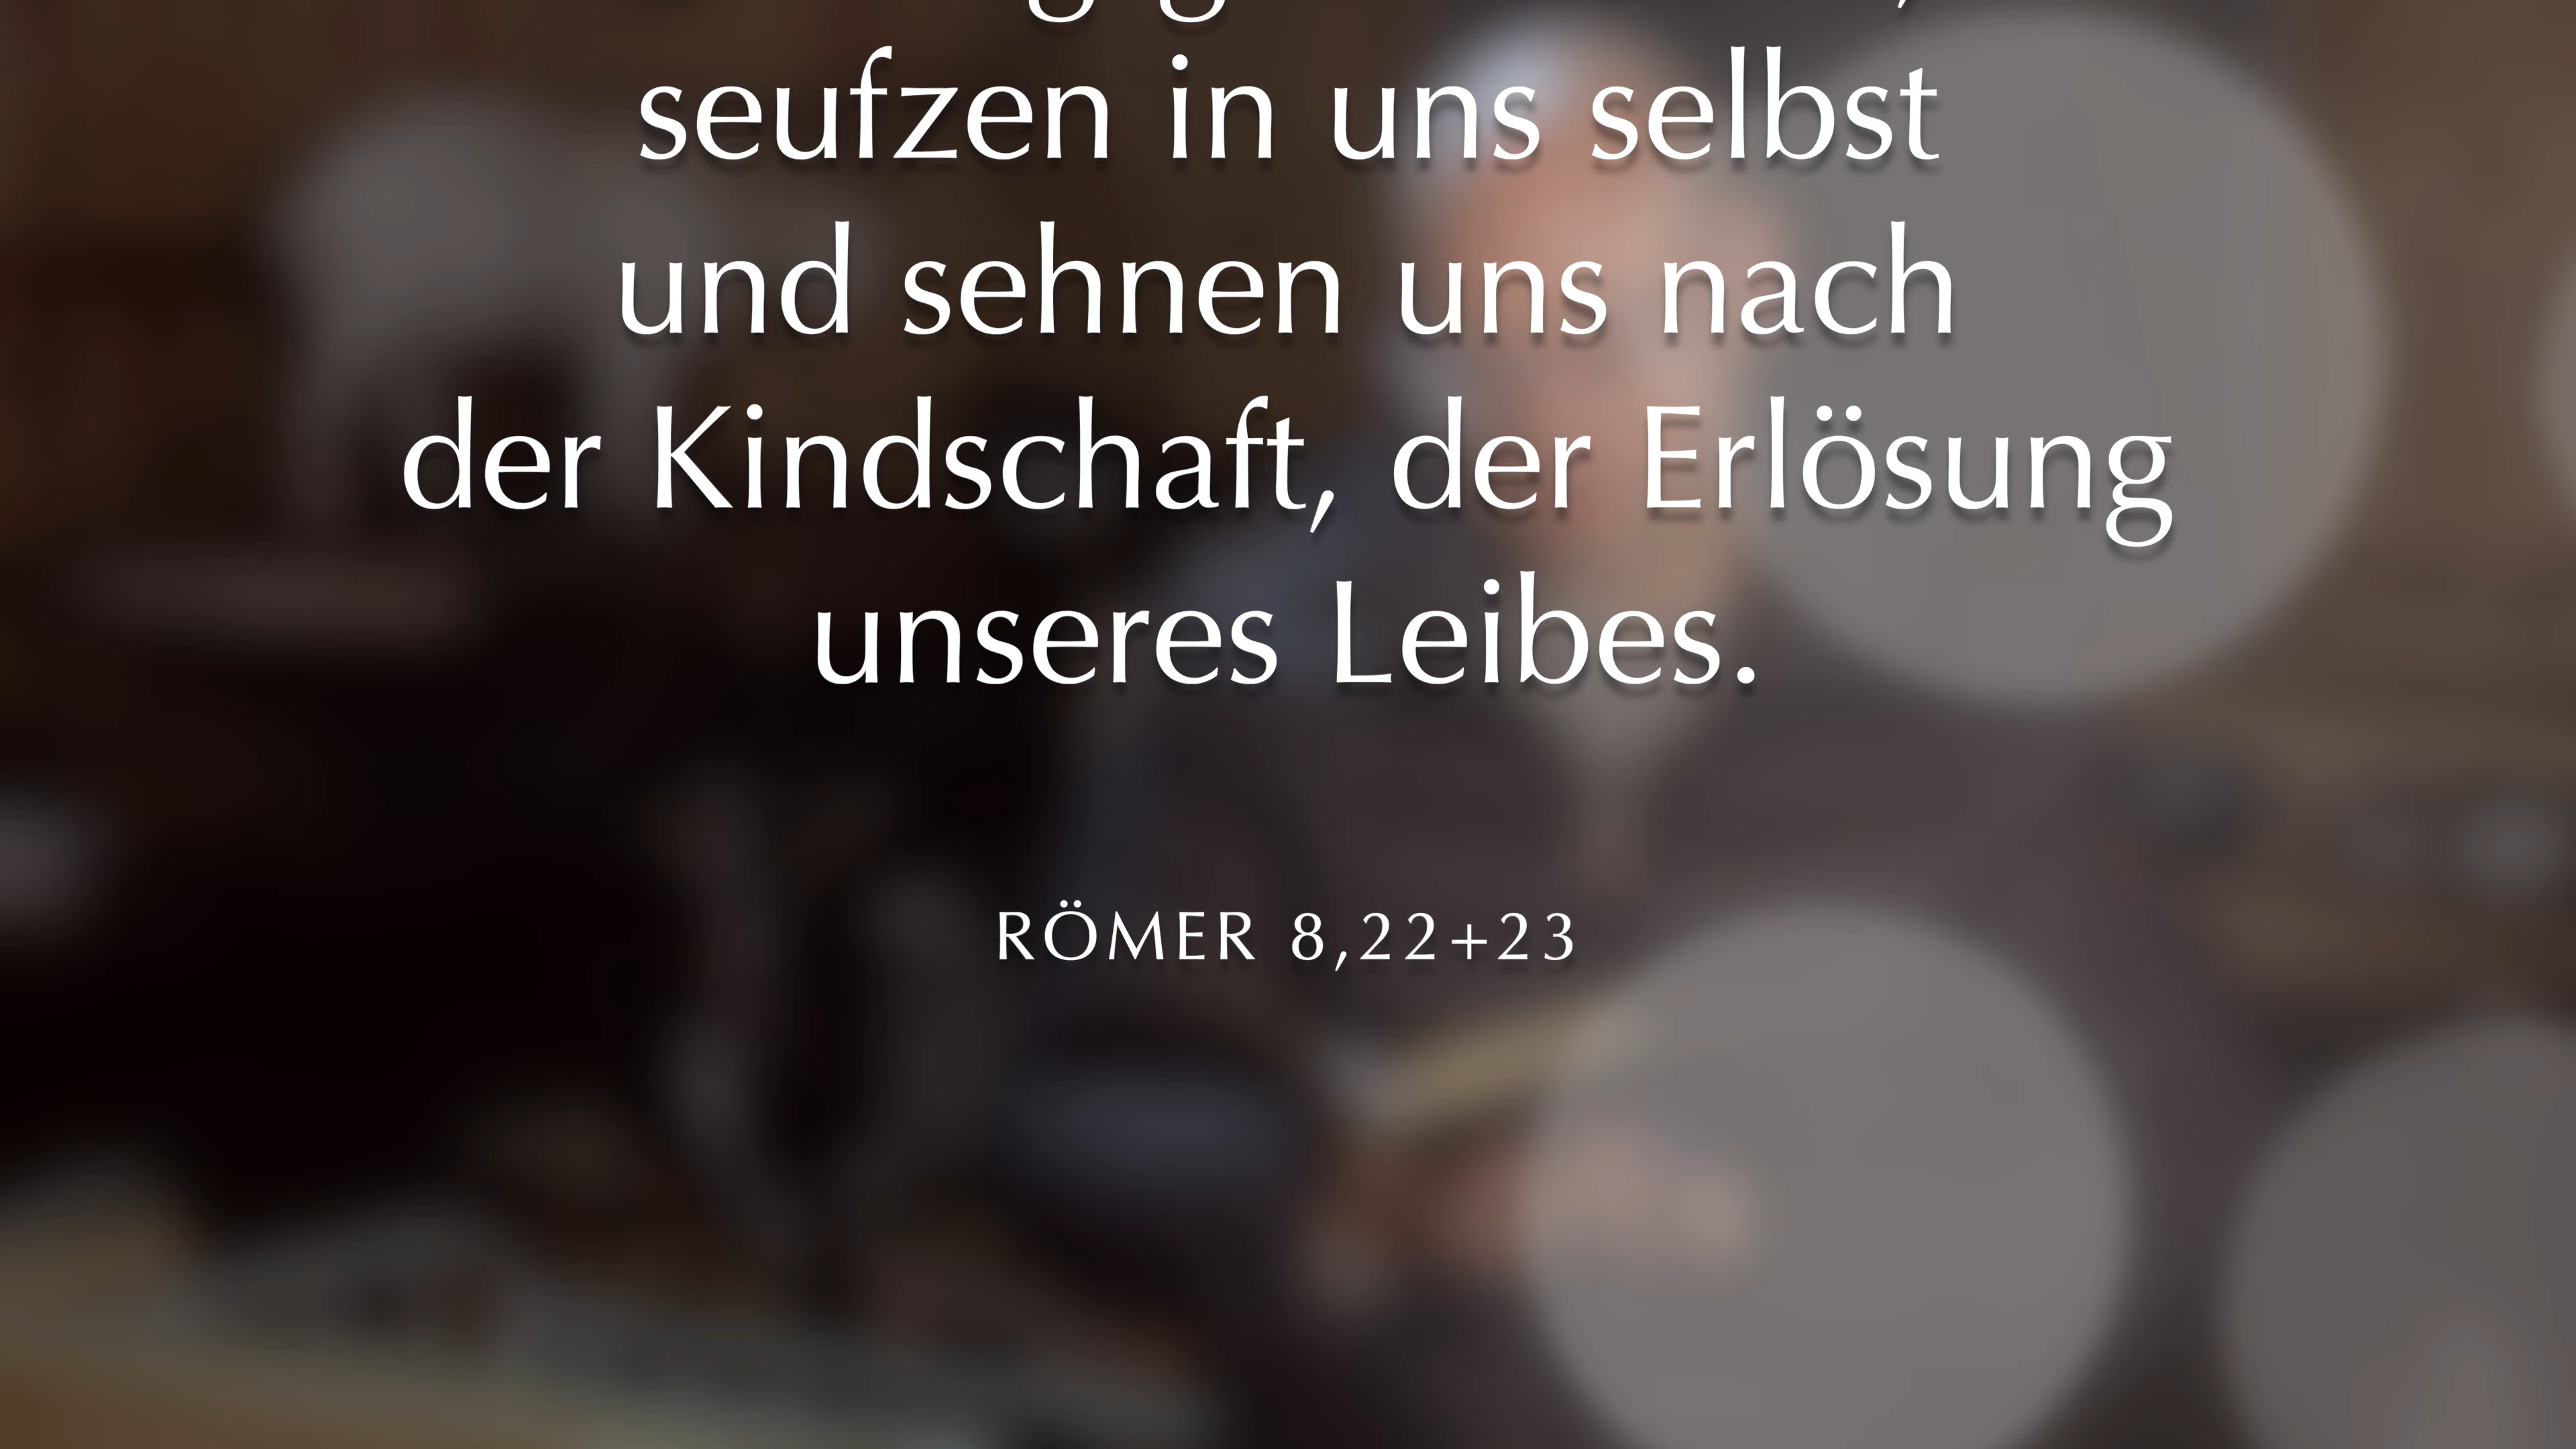 seufzen in uns selbst
und sehnen uns nach
der Kindschaft, der Erlösung
unseres Leibes.
RÖMER 8,22+23